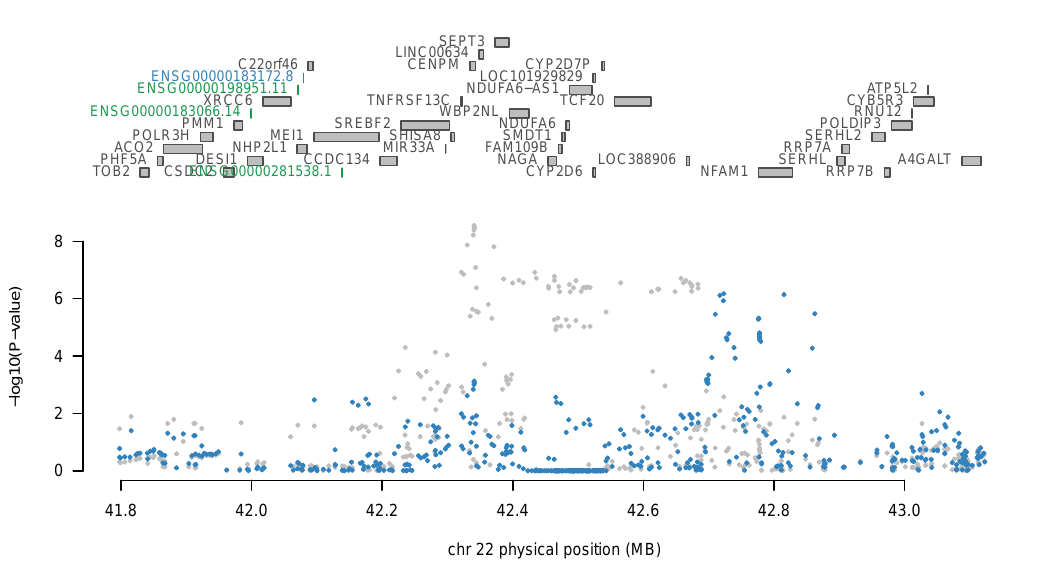 SEPT3
LINC00634
C22orf46 CENPM CYP2D7P
ENSG00000183172.8 LOC101929829
ENSG00000198951.11 NDUFA6−AS1 ATP5L2
XRCC6 TNFRSF13C TCF20 CYB5R3
ENSG00000183066.14 WBP2NL RNU12
PMM1 SREBF2 NDUFA6 POLDIP3
POLR3H MEI1 SHISA8 SMDT1 SERHL2
ACO2 NHP2L1 MIR33A FAM109B RRP7A
PHF5A DESI1 CCDC134 NAGA LOC388906 SERHL A4GALT
TOB2 CSDC2 ENSG00000281538.1 CYP2D6 NFAM1 RRP7B
8
6
4
2
0
−log10(P−value)
41.8 42.0 42.2 42.4 42.6 42.8 43.0
chr 22 physical position (MB)